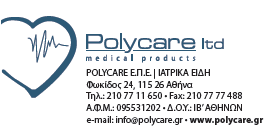 Polycare ltd
medical products
POLYCARE Ε.Π.Ε. | ΙΑΤΡΙΚΑ ΕΙΔΗ
Φωκίδος 24, 115 26 Αθήνα
Τηλ.: 210 77 11 650 • Fax: 210 77 77 488
Α.Φ.Μ.: 095531202 • Δ.Ο.Υ.: ΙΒ΄ ΑΘΗΝΩΝ
e-mail: info@polycare.gr • www.polycare.gr